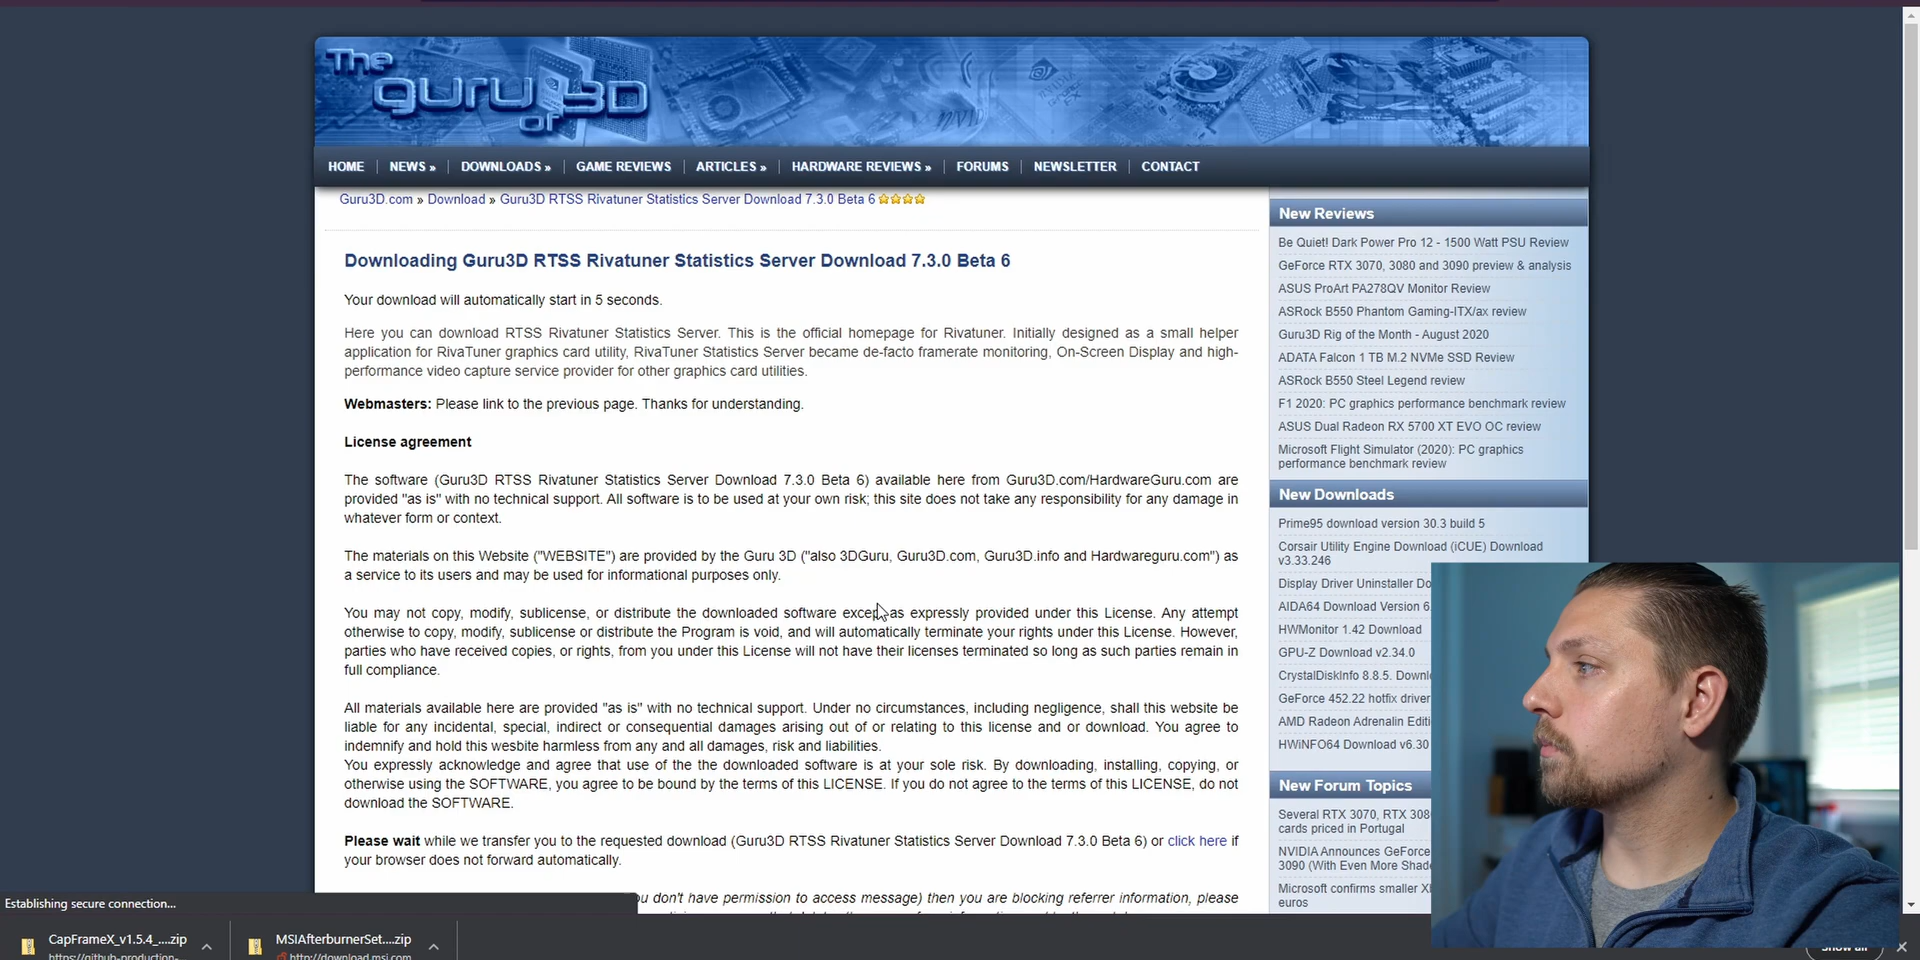 The
guru
of 3D
HOME
NEWS »
DOWNLOADS »
GAME REVIEWS
ARTICLES »
HARDWARE REVIEWS »
FORUMS
NEWSLETTER
CONTACT
Guru3D.com » Download » Guru3D RTSS Rivatuner Statistics Server Download 7.3.0 Beta 6
Downloading Guru3D RTSS Rivatuner Statistics Server Download 7.3.0 Beta 6
Your download will automatically start in 5 seconds.
Here you can download RTSS Rivatuner Statistics Server. This is the official homepage for Rivatuner. Initially designed as a small helper
application for RivaTuner graphics card utility, RivaTuner Statistics Server became de-facto framerate monitoring, On-Screen Display and high-
performance video capture service provider for other graphics card utilities.
Webmasters: Please link to the previous page. Thanks for understanding.
License agreement
The software (Guru3D RTSS Rivatuner Statistics Server Download 7.3.0 Beta 6) available here from Guru3D.com/HardwareGuru.com are
provided "as is" with no technical support. All software is to be used at your own risk; this site does not take any responsibility for any damage in
whatever form or context.
The materials on this Website ("WEBSITE") are provided by the Guru 3D ("also 3DGuru, Guru3D.com, Guru3D.info and Hardwareguru.com") as
a service to its users and may be used for informational purposes only.
You may not copy, modify, sublicense, or distribute the downloaded software except as expressly provided under this License. Any attempt
otherwise to copy, modify, sublicense or distribute the Program is void, and will automatically terminate your rights under this License. However,
parties who have received copies, or rights, from you under this License will not have their licenses terminated so long as such parties remain in
full compliance.
All materials available here are provided "as is" with no technical support. Under no circumstances, including negligence, shall this website be
liable for any incidental, special, indirect or consequential damages arising out of or relating to this license and or download. You agree to
indemnify and hold this wesbite harmless from any and all damages, risk and liabilities.
You expressly acknowledge and agree that use of the the downloaded software is at your sole risk. By downloading, installing, copying, or
otherwise using the SOFTWARE, you agree to be bound by the terms of this LICENSE. If you do not agree to the terms of this LICENSE, do not
download the SOFTWARE.
Please wait while we transfer you to the requested download (Guru3D RTSS Rivatuner Statistics Server Download 7.3.0 Beta 6) or click here if
your browser does not forward automatically.
ou don't have permission to access message) then you are blocking referrer information, please
New Reviews
Be Quiet! Dark Power Pro 12 - 1500 Watt PSU Review
GeForce RTX 3070, 3080 and 3090 preview & analysis
ASUS ProArt PA278QV Monitor Review
ASRock B550 Phantom Gaming-ITX/ax review
Guru3D Rig of the Month - August 2020
ADATA Falcon 1 TB M.2 NVMe SSD Review
ASRock B550 Steel Legend review
F1 2020: PC graphics performance benchmark review
ASUS Dual Radeon RX 5700 XT EVO OC review
Microsoft Flight Simulator (2020): PC graphics
performance benchmark review
New Downloads
Prime95 download version 30.3 build 5
Corsair Utility Engine Download (iCUE) Download
v3.33.246
Display Driver Uninstaller Do
AIDA64 Download Version 6.
HWMonitor 1.42 Download
GPU-Z Download v2.34.0
CrystalDiskInfo 8.8.5. Downl
GeForce 452.22 hotfix driver
AMD Radeon Adrenalin Editi
HWiNFO64 Download v6.30
New Forum Topics
Several RTX 3070, RTX 308
cards priced in Portugal
NVIDIA Announces GeForce
3090 (With Even More Shad
Microsoft confirms smaller X
euros
Establishing secure connection...
CapFrameX_v1.5.4_....zip
https://github-production-
MSIAfterburnerSet....zip
http://download.msi.com
Show all